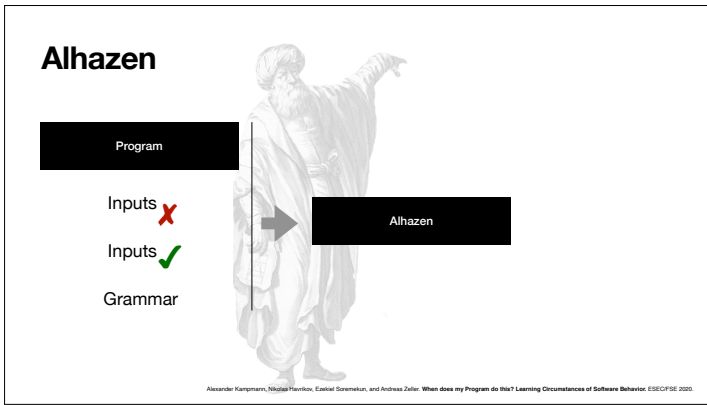 Alhazen
Program
Inputs ✗
Inputs ✓
Grammar
Alhazen
Alexander Kampmann, Nikolas Havrikov, Ezekiel Soremekun, and Andreas Zeller. When does my Program do this? Learning Circumstances of Software Behavior. ESEC/FSE 2020.